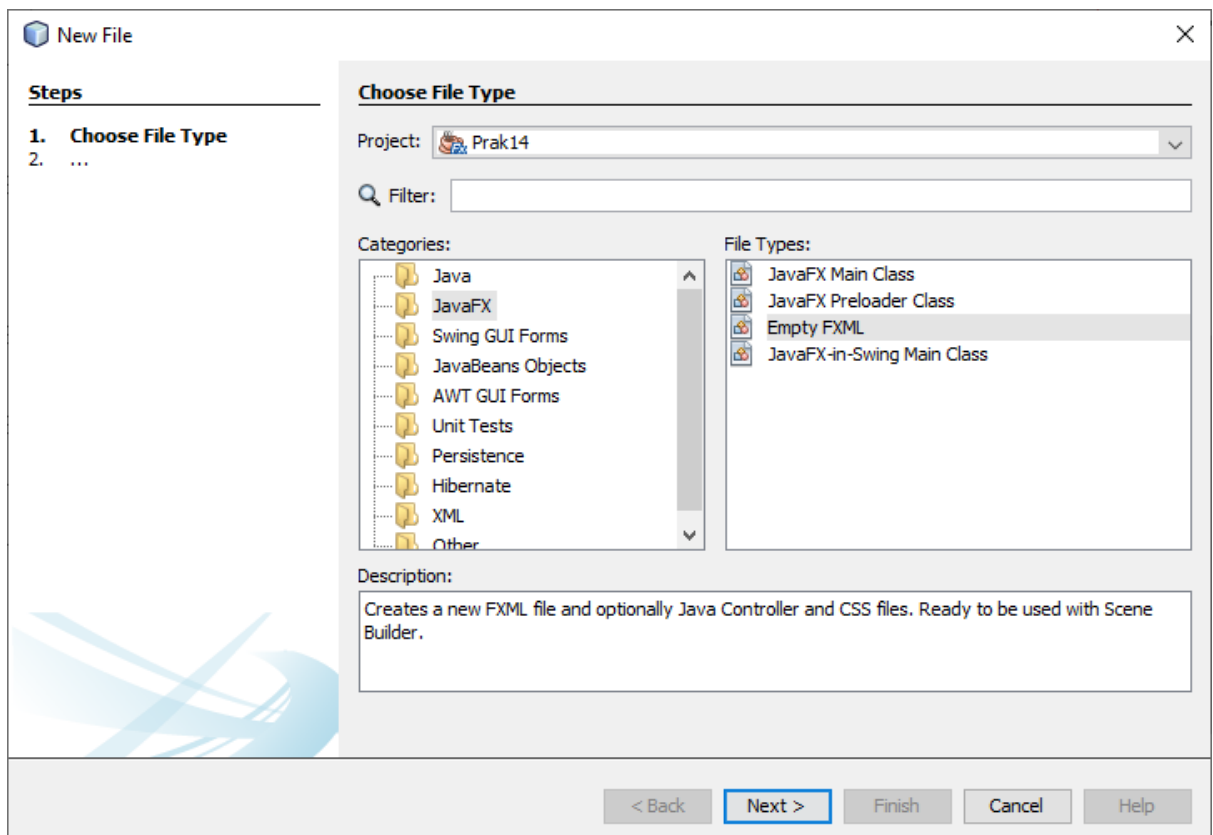 New File
Steps
1. Choose File Type
2. ...
Choose File Type
Project: Prak14
Filter:
Categories:
Java
JavaFX
Swing GUI Forms
JavaBeans Objects
AWT GUI Forms
Unit Tests
Persistence
Hibernate
XML
Other
File Types:
JavaFX Main Class
JavaFX Preloader Class
Empty FXML
JavaFX-in-Swing Main Class
Description:
Creates a new FXML file and optionally Java Controller and CSS files. Ready to be used with Scene
Builder.
< Back Next > Finish Cancel Help